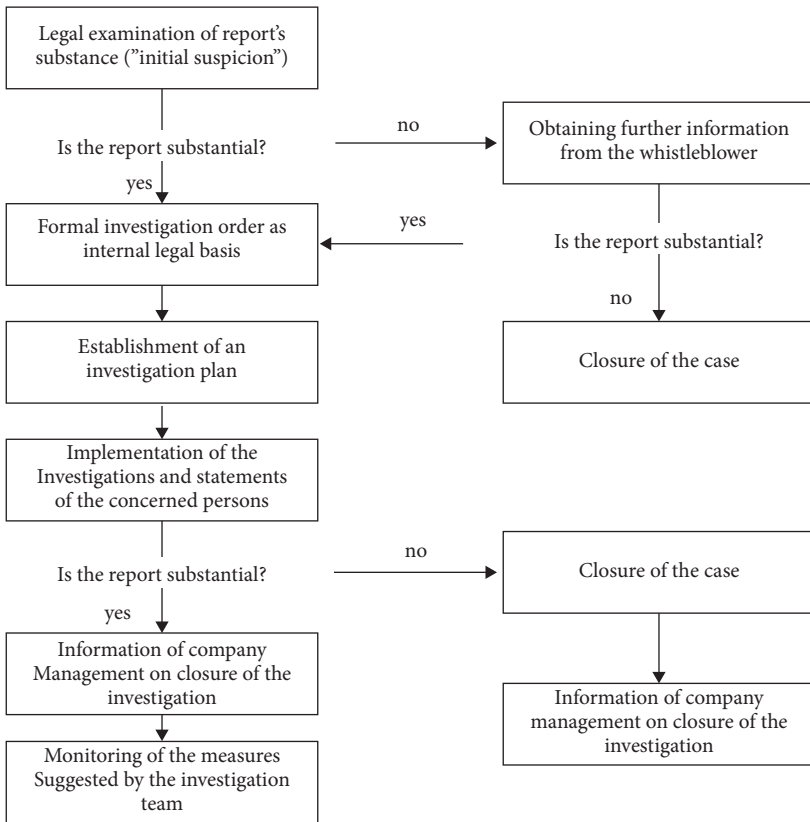 Legal examination of report's
substance (”initial suspicion”)
Is the report substantial?
no
Obtaining further information
from the whistleblower
yes
Formal investigation order as
internal legal basis
yes
Is the report substantial?
no
Establishment of an
investigation plan
Closure of the case
Implementation of the
Investigations and statements
of the concerned persons
Is the report substantial?
no
Closure of the case
yes
Information of company
Management on closure of the
investigation
Information of company
management on closure of the
investigation
Monitoring of the measures
Suggested by the investigation
team